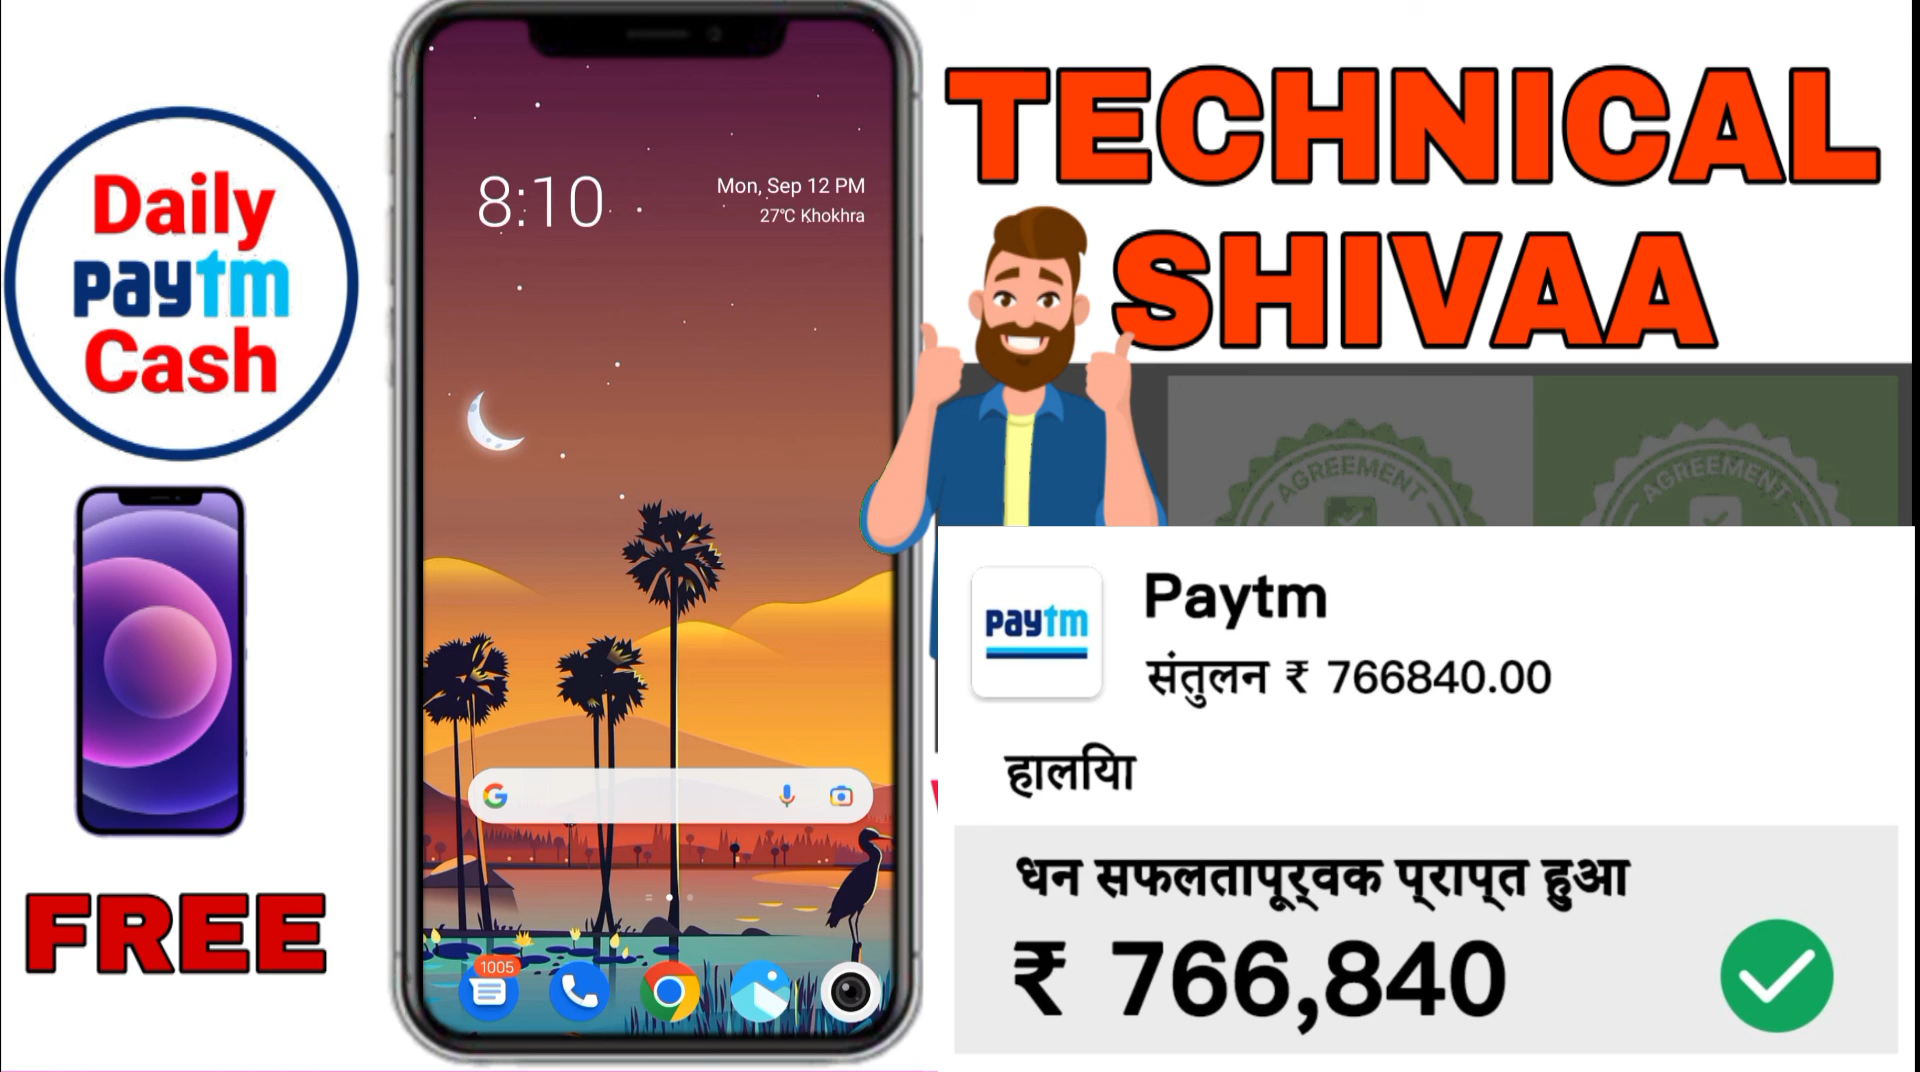 Daily
paytm
Cash
FREE
8:10
Mon, Sep 12 PM
27°C Khokhra
1005
TECHNICAL
SHIVAA
AGREEMENT
AGREEMENT
paytm
Paytm
संतुलन ₹ 766840.00
हालयिा
धन सफलतापूर्‌वक प्‌राप्‌त हुआ
₹ 766,840